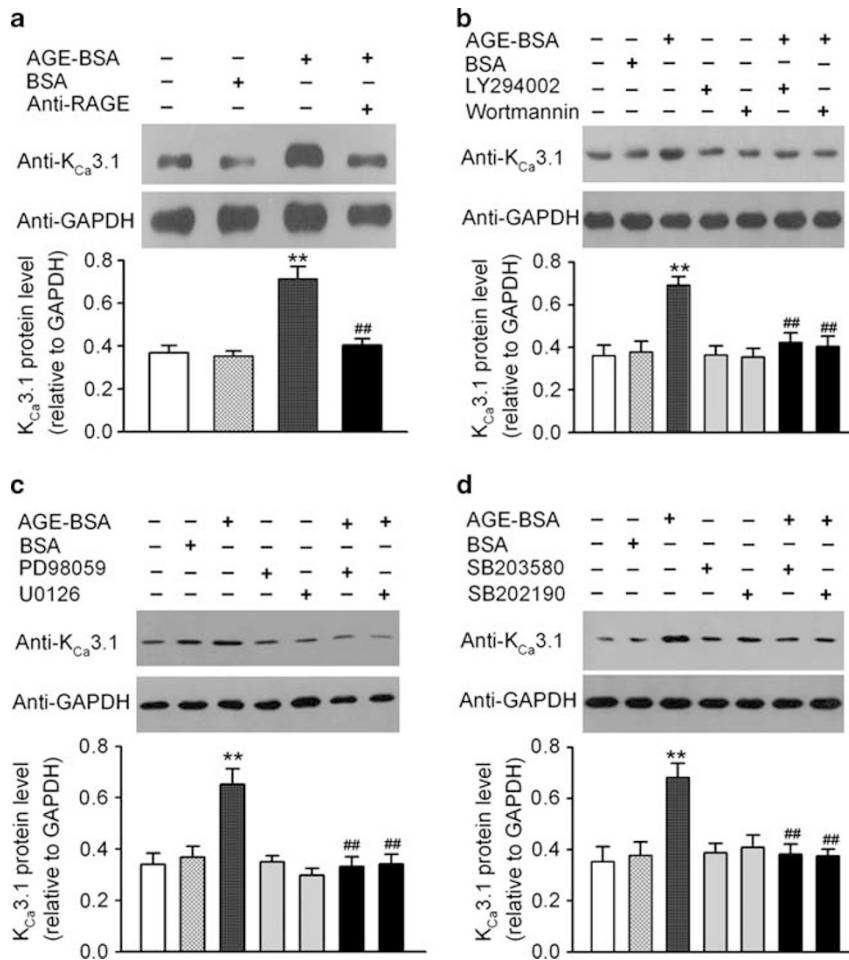 a
AGE-BSA – – + +
BSA – + – –
Anti-RAGE – – – +
Anti-KCa3.1
Anti-GAPDH
KCa3.1 protein level
(relative to GAPDH)
0.8
0.6
0.4
0.2
0.0
**
##
b
AGE-BSA – – + – – + +
BSA – + – – – – –
LY294002 – – – + – + –
Wortmannin – – – – + – +
Anti-KCa3.1
Anti-GAPDH
KCa3.1 protein level
(relative to GAPDH)
0.8
0.6
0.4
0.2
0.0
**
## ##
c
AGE-BSA – – + – – + +
BSA – + – – – – –
PD98059 – – – + – + –
U0126 – – – – + – +
Anti-KCa3.1
Anti-GAPDH
KCa3.1 protein level
(relative to GAPDH)
0.8
0.6
0.4
0.2
0.0
**
## ##
d
AGE-BSA – – + – – + +
BSA – + – – – – –
SB203580 – – – + – + –
SB202190 – – – – + – +
Anti-KCa3.1
Anti-GAPDH
KCa3.1 protein level
(relative to GAPDH)
0.8
0.6
0.4
0.2
0.0
**
## ##